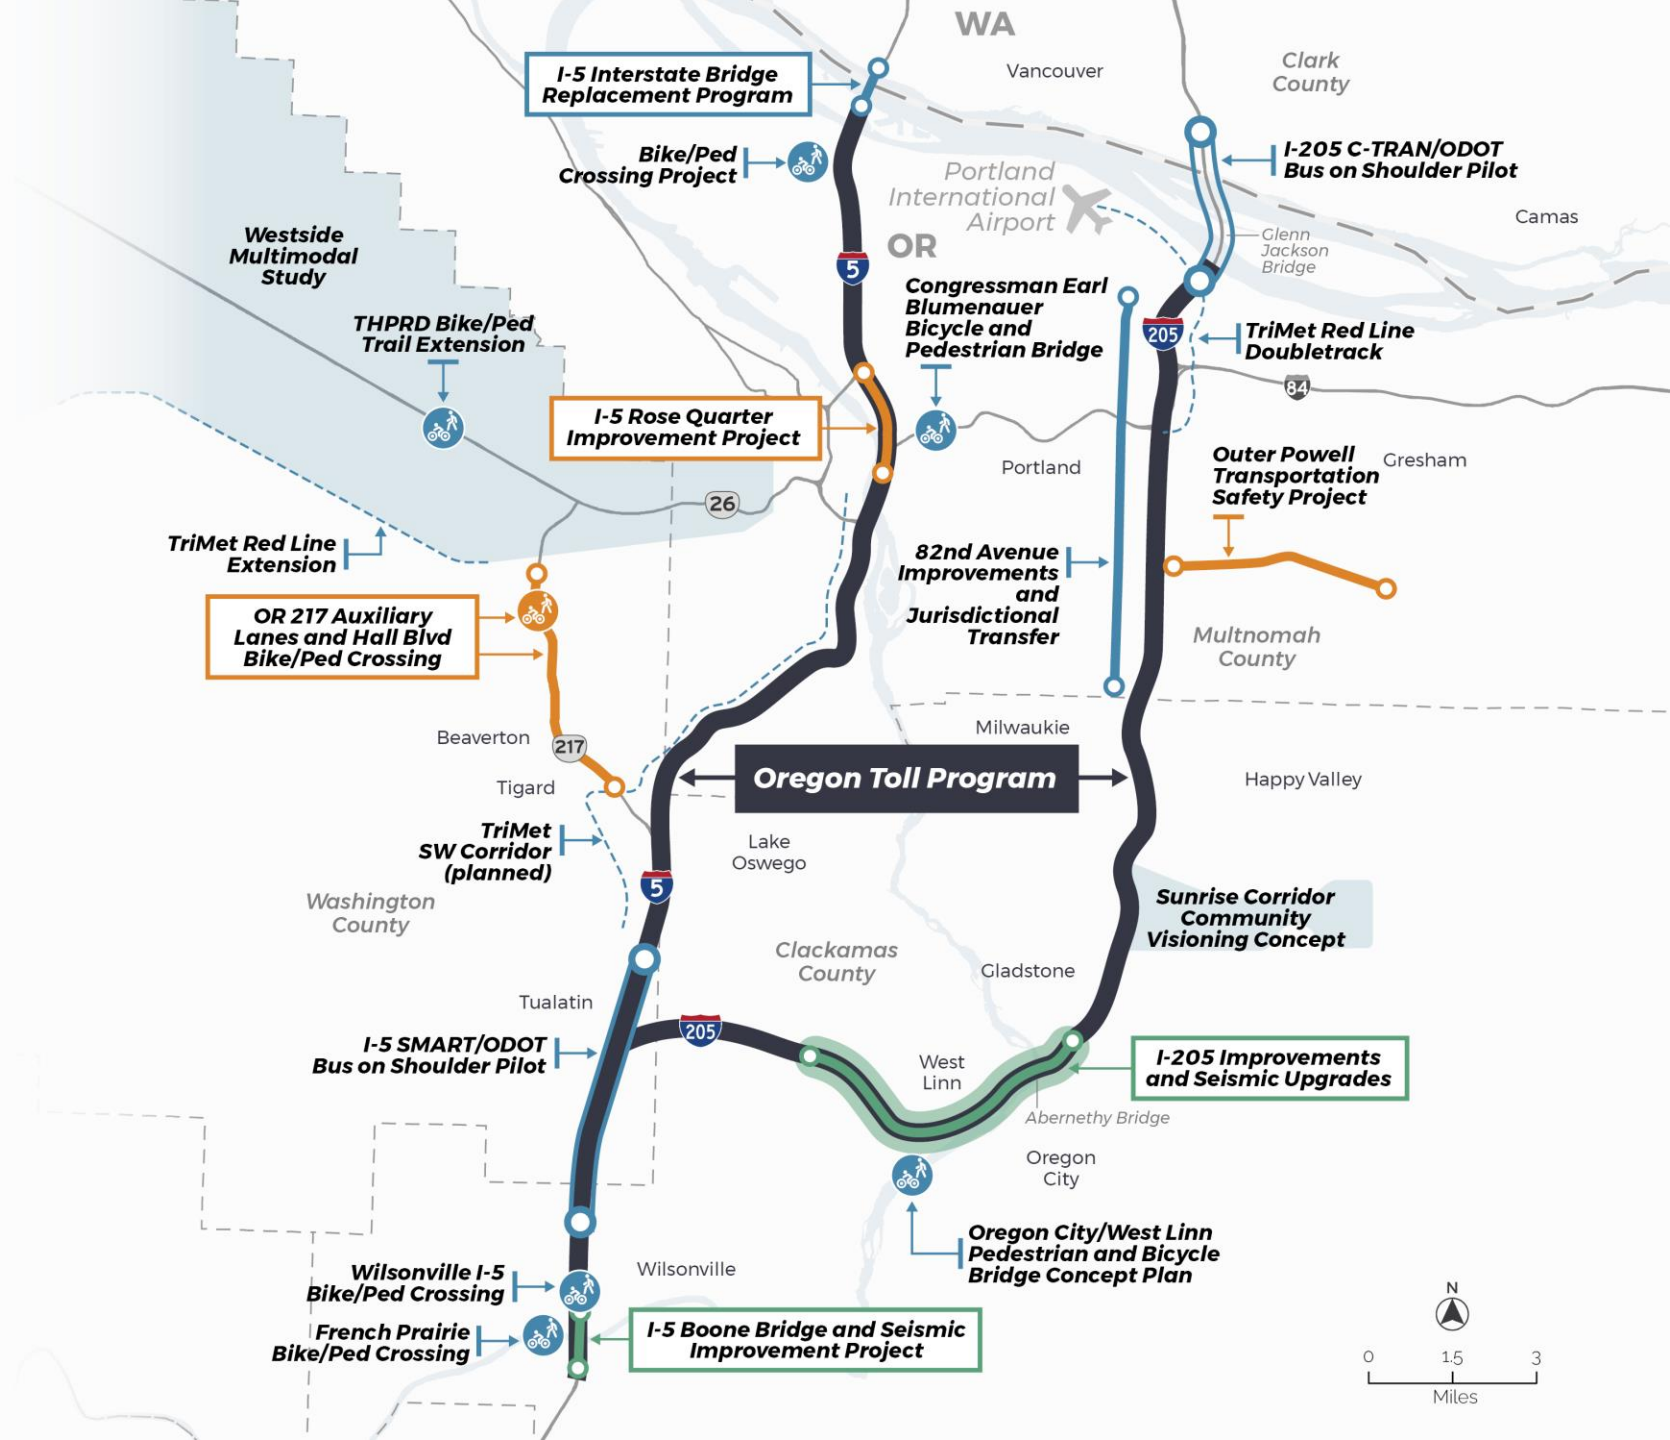 WA
Vancouver
Clark
County
I-5 Interstate Bridge
Replacement Program
Bike/Ped
Crossing Project
I-205 C-TRAN/ODOT
Bus on Shoulder Pilot
Portland
International
Airport
Camas
OR
Glenn
Jackson
Bridge
Westside
Multimodal
Study
5
Congressman Earl
Blumenauer
Bicycle and
Pedestrian Bridge
THPRD Bike/Ped
Trail Extension
205
TriMet Red Line
Doubletrack
84
I-5 Rose Quarter
Improvement Project
Portland
Outer Powell
Transportation
Safety Project
Gresham
26
TriMet Red Line
Extension
82nd Avenue
Improvements
and
Jurisdictional
Transfer
OR 217 Auxiliary
Lanes and Hall Blvd
Bike/Ped Crossing
Multnomah
County
Beaverton
217
Milwaukie
Tigard
Oregon Toll Program
Happy Valley
TriMet
SW Corridor
(planned)
Lake
Oswego
5
Washington
County
Sunrise Corridor
Community
Visioning Concept
Clackamas
County
Gladstone
Tualatin
205
I-5 SMART/ODOT
Bus on Shoulder Pilot
West
Linn
I-205 Improvements
and Seismic Upgrades
Abernethy Bridge
Oregon
City
Oregon City/West Linn
Pedestrian and Bicycle
Bridge Concept Plan
Wilsonville I-5
Bike/Ped Crossing
Wilsonville
French Prairie
Bike/Ped Crossing
I-5 Boone Bridge and Seismic
Improvement Project
N
0 1.5 3
Miles